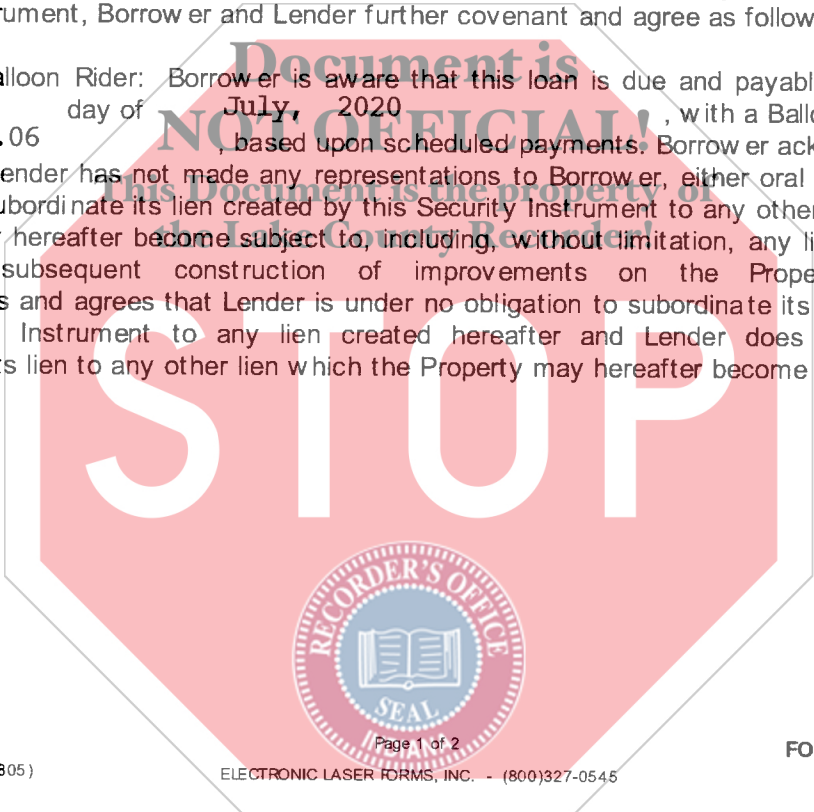 rument, Borrower and Lender further covenant and agree as follow
Document is
alloon Rider: Borrower is aware that this loan is due and payabl
day of July, 2020 , with a Ballo
NOT OFFICIAL!
.06 , based upon scheduled payments. Borrower ack
ender has not made any representations to Borrower, either oral
This Document is the property of
ubordinate its lien created by this Security Instrument to any other
the Lake County Recorder!
r hereafter become subject to, including, without limitation, any li
subsequent construction of improvements on the Prope
s and agrees that Lender is under no obligation to subordinate its
Instrument to any lien created hereafter and Lender does
s lien to any other lien which the Property may hereafter become
STOP
RECORDER'S OFFICE
SEAL
INDIANA
Page 1 of 2
FO
805)
ELECTRONIC LASER FORMS, INC. - (800)327-0545